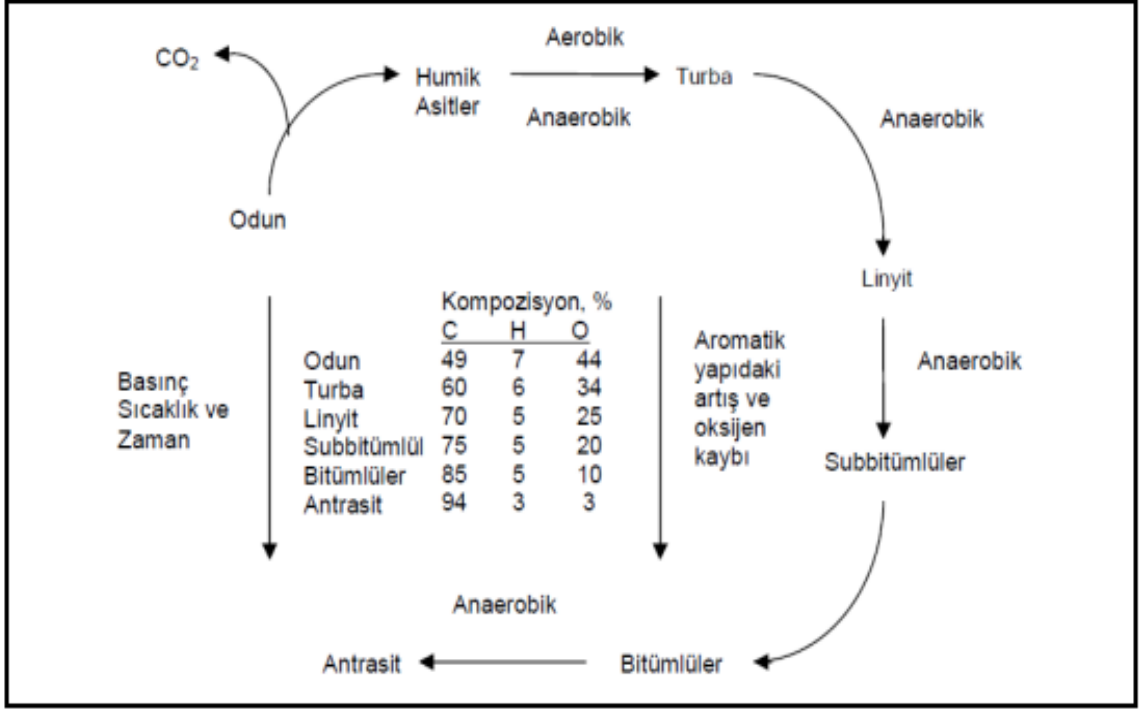 CO2
Aerobik
Humik
Asitler
Turba
Anaerobik
Anaerobik
Odun
Linyit
Kompozisyon, %
C H O
Odun 49 7 44
Turba 60 6 34
Linyit 70 5 25
Subbitümlül 75 5 20
Bitümlüler 85 5 10
Antrasit 94 3 3
Basınç
Sıcaklık ve
Zaman
Aromatik
yapıdaki
artış ve
oksijen
kaybı
Anaerobik
Subbitümlüler
Anaerobik
Antrasit
Bitümlüler